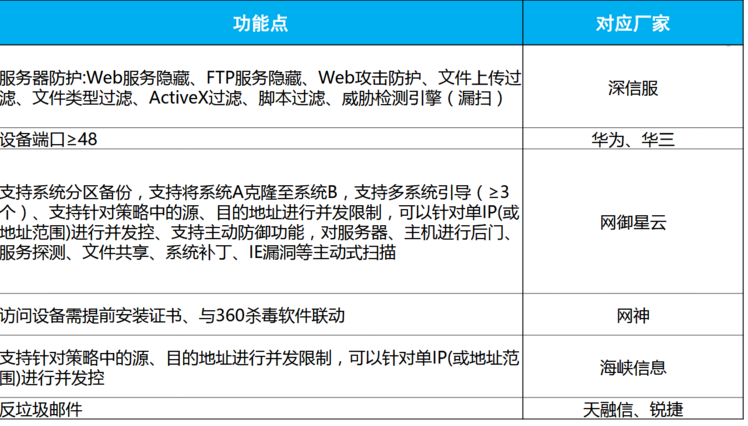 功能点
对应厂家
服务器防护:Web服务隐藏、FTP服务隐藏、Web攻击防护、文件上传过
滤、文件类型过滤、ActiveX过滤、脚本过滤、威胁检测引擎（漏扫）
深信服
设备端口≥48
华为、华三
支持系统分区备份，支持将系统A克隆至系统B，支持多系统引导（≥3
个）、支持针对策略中的源、目的地址进行并发限制，可以针对单IP(或
地址范围)进行并发控、支持主动防御功能，对服务器、主机进行后门、
服务探测、文件共享、系统补丁、IE漏洞等主动式扫描
网御星云
访问设备需提前安装证书、与360杀毒软件联动
网神
支持针对策略中的源、目的地址进行并发限制，可以针对单IP(或地址范
围)进行并发控
海峡信息
反垃圾邮件
天融信、锐捷